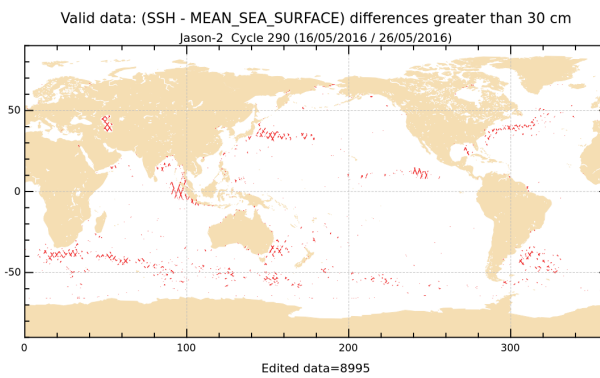 Valid data: (SSH - MEAN_SEA_SURFACE) differences greater than 30 cm
Jason-2 Cycle 290 (16/05/2016 / 26/05/2016)
50
0
-50
0 100 200 300
Edited data=8995